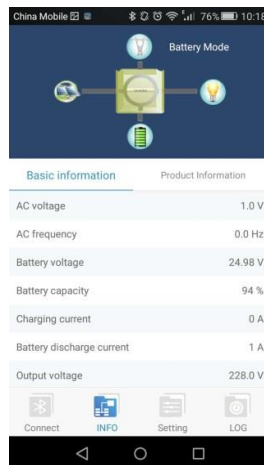 China Mobile 76% 10:18
Battery Mode
Basic information Product Information
AC voltage 1.0 V
AC frequency 0.0 Hz
Battery voltage 24.98 V
Battery capacity 94 %
Charging current 0 A
Battery discharge current 1 A
Output voltage 228.0 V
Connect INFO Setting LOG